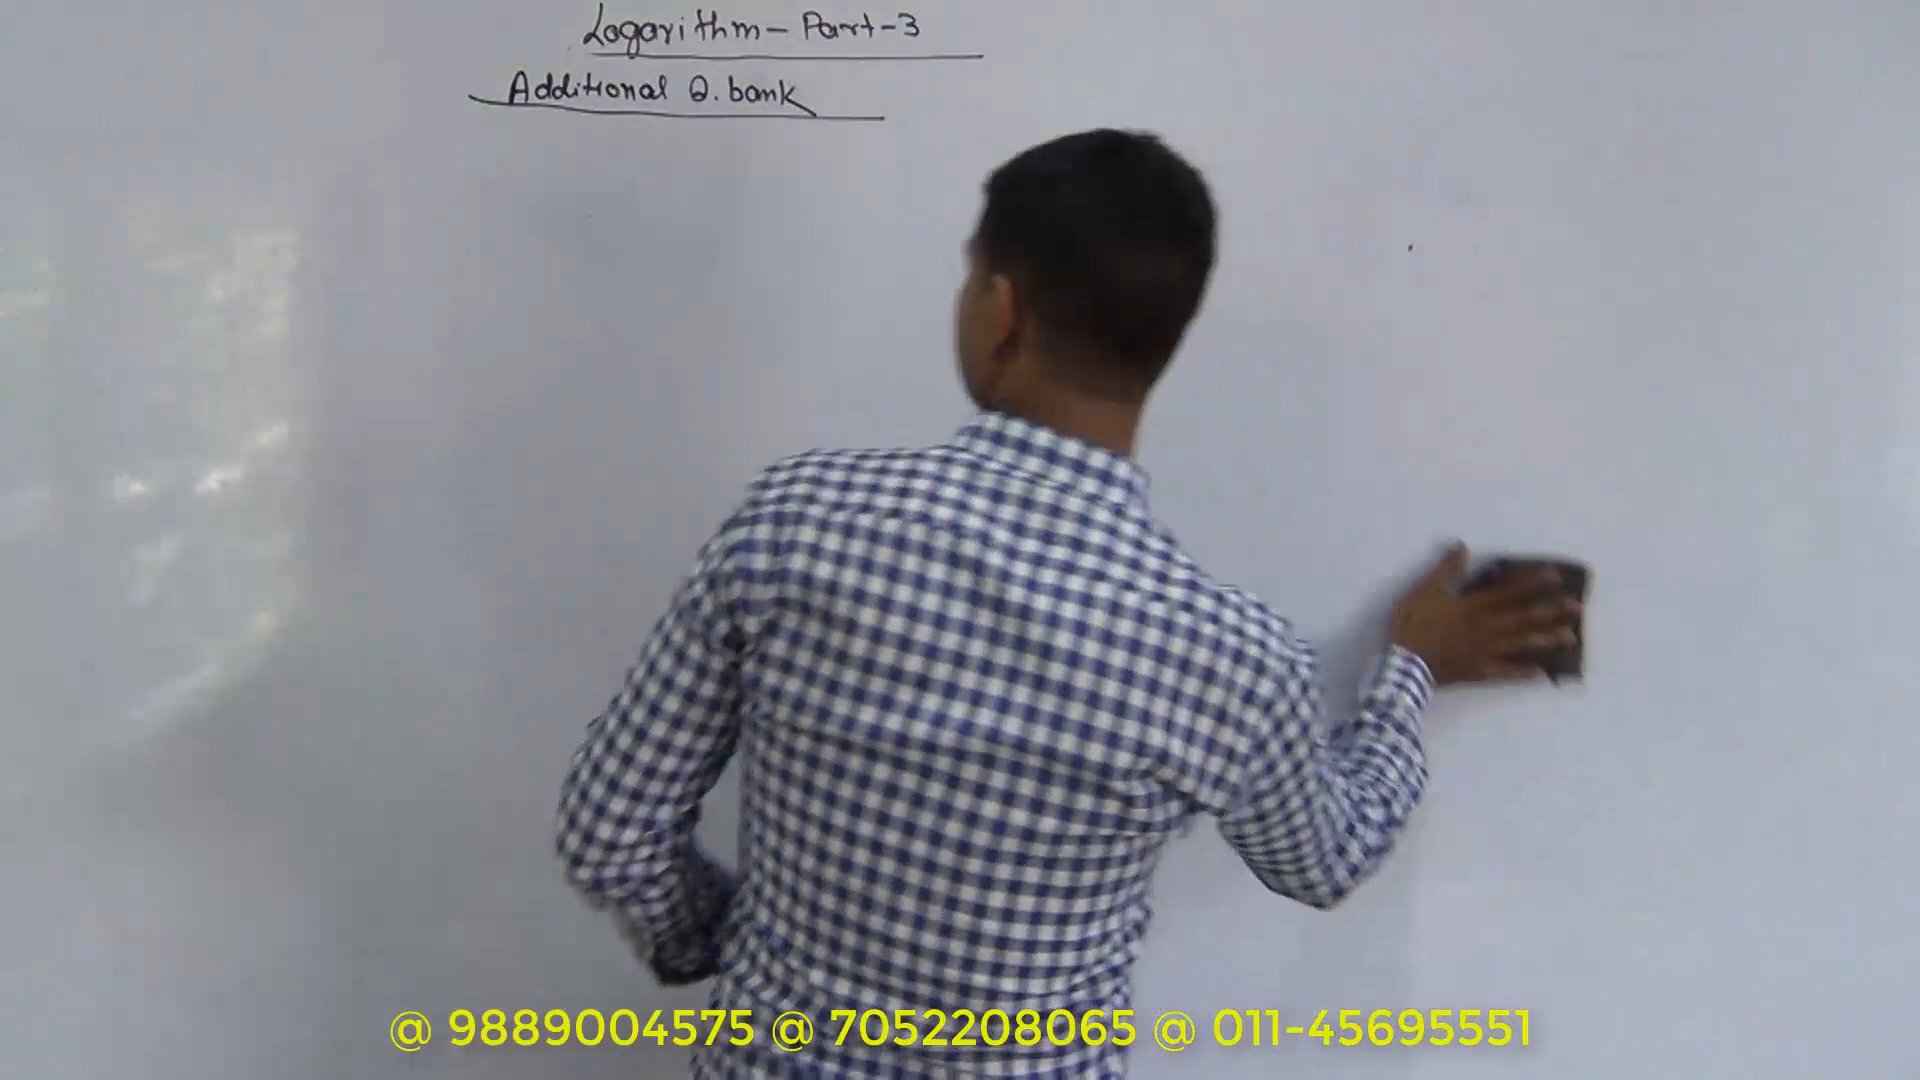 Logarithm - Part-3
Additional Q. bank
@ 9889004575 @ 7052208065 @ 011-45695551